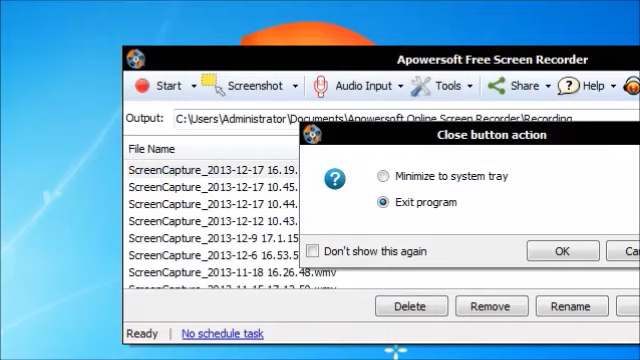 Apowersoft Free Screen Recorder
Start Screenshot Audio Input Tools Share Help
Output: C:\Users\Administrator\Documents\Apowersoft Online Screen Recorder\Recording
Close button action
File Name
ScreenCapture_2013-12-17 16.19.
Minimize to system tray
ScreenCapture_2013-12-17 10.45.
ScreenCapture_2013-12-17 10.44.
Exit program
ScreenCapture_2013-12-12 10.43.
ScreenCapture_2013-12-9 17.1.15
ScreenCapture_2013-12-6 16.53.5
Don't show this again OK Can
ScreenCapture_2013-11-18 16.26.48.wmv
Delete Remove Rename
Ready | No schedule task